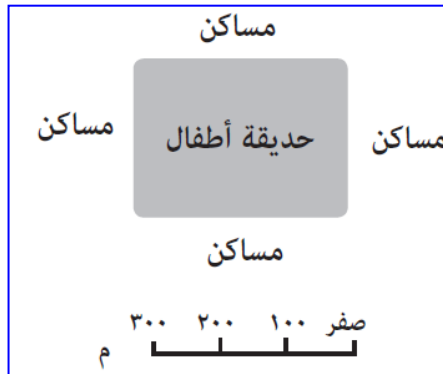 مساكن
مساكن حديقة أطفال مساكن
مساكن
صفر ١٠٠ ٢٠٠ ٣٠٠
م